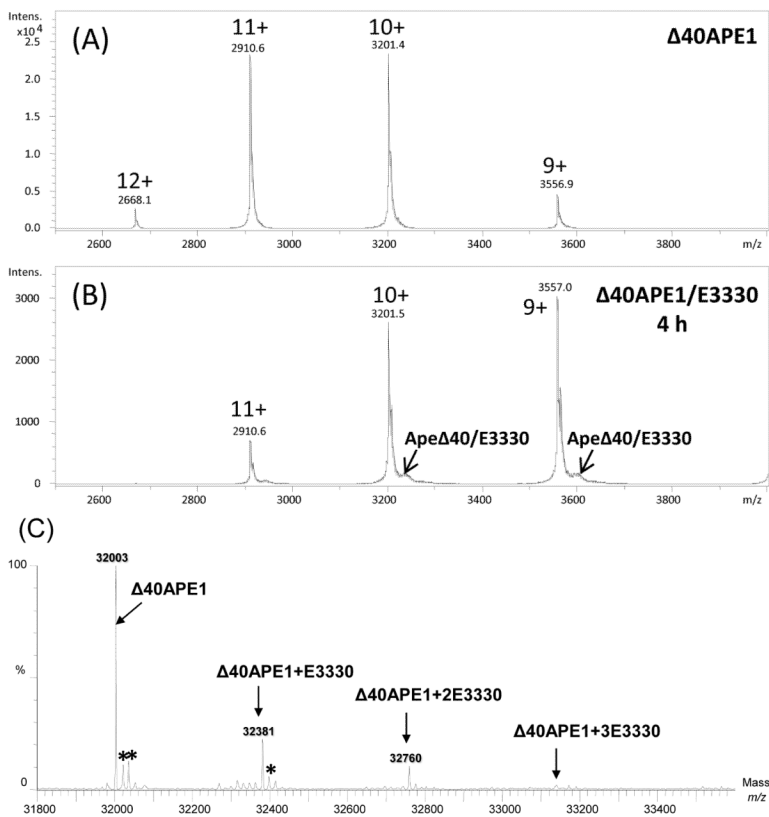 Intens.
x10⁴
(A)
11+
2910.6
10+
3201.4
Δ40APE1
2.5
2.0
1.5
1.0
0.5
0.0
12+
2668.1
9+
3556.9
2600 2800 3000 3200 3400 3600 3800 m/z
Intens.
(B)
10+
3201.5
3557.0
9+
Δ40APE1/E3330
4 h
3000
2000
1000
0
11+
2910.6
ApeΔ40/E3330
ApeΔ40/E3330
2600 2800 3000 3200 3400 3600 3800 m/z
(C)
32003
100
Δ40APE1
%
Δ40APE1+E3330
32381
Δ40APE1+2E3330
32760
Δ40APE1+3E3330
* *
*
0
Mass
m/z
31800 32000 32200 32400 32600 32800 33000 33200 33400